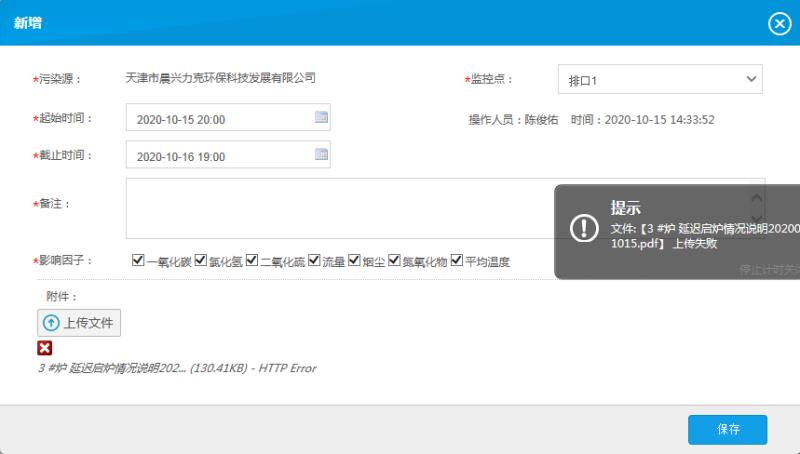 新增
*污染源： 天津市晨兴力克环保科技发展有限公司 *监控点： 排口1
*起始时间： 2020-10-15 20:00 操作人员：陈俊佑 时间：2020-10-15 14:33:52
*截止时间： 2020-10-16 19:00
*备注：
提示
文件:【3 #炉 延迟启炉情况说明20200
1015.pdf】 上传失败
停止计时关
*影响因子： 一氧化碳 氯化氢 二氧化硫 流量 烟尘 氮氧化物 平均温度
附件：
上传文件
3 #炉 延迟启炉情况说明202... (130.41KB) - HTTP Error
保存